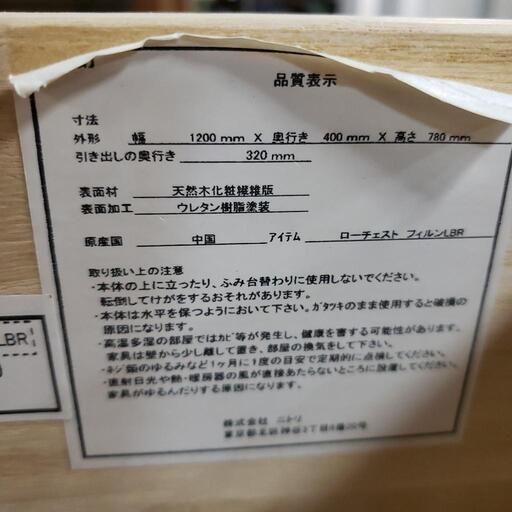 品質表示
寸法
外形 幅 1200 mm X 奥行き 400 mm X 高さ 780 mm
引き出しの奥行き 320 mm
表面材 天然木化粧繊維版
表面加工 ウレタン樹脂塗装
原産国 中国 アイテム ローチェスト フィルンLBR
取り扱い上の注意
・本体の上に立ったり、ふみ台替わりに使用しないでください。
転倒してけがをするおそれがあります。
・本体は水平を保つようにおいて下さい。ガタツキのまま使用すると破損の
原因になります。
・高温多湿の部屋ではカビ等が発生し、健康を害する可能性があります。
家具は壁から少し離して置き、部屋の換気をして下さい。
・ネジ類のゆるみなど1ヶ月に1度の目安で定期的に点検してください。
・直射日光や熱・暖房器の風が直接あたらないところに設置してください。
家具がゆるんだりする原因になります。
株式会社 ニトリ
東京都北区神谷
LBR